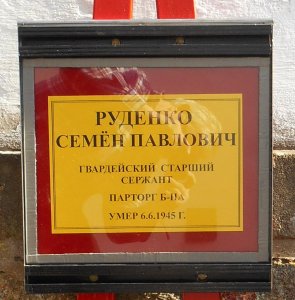 РУДЕНКО
СЕМЁН ПАВЛОВИЧ
ГВАРДЕЙСКИЙ СТАРШИЙ
СЕРЖАНТ
ПАРТОРГ Б-НА
УМЕР 6.6.1945 Г.